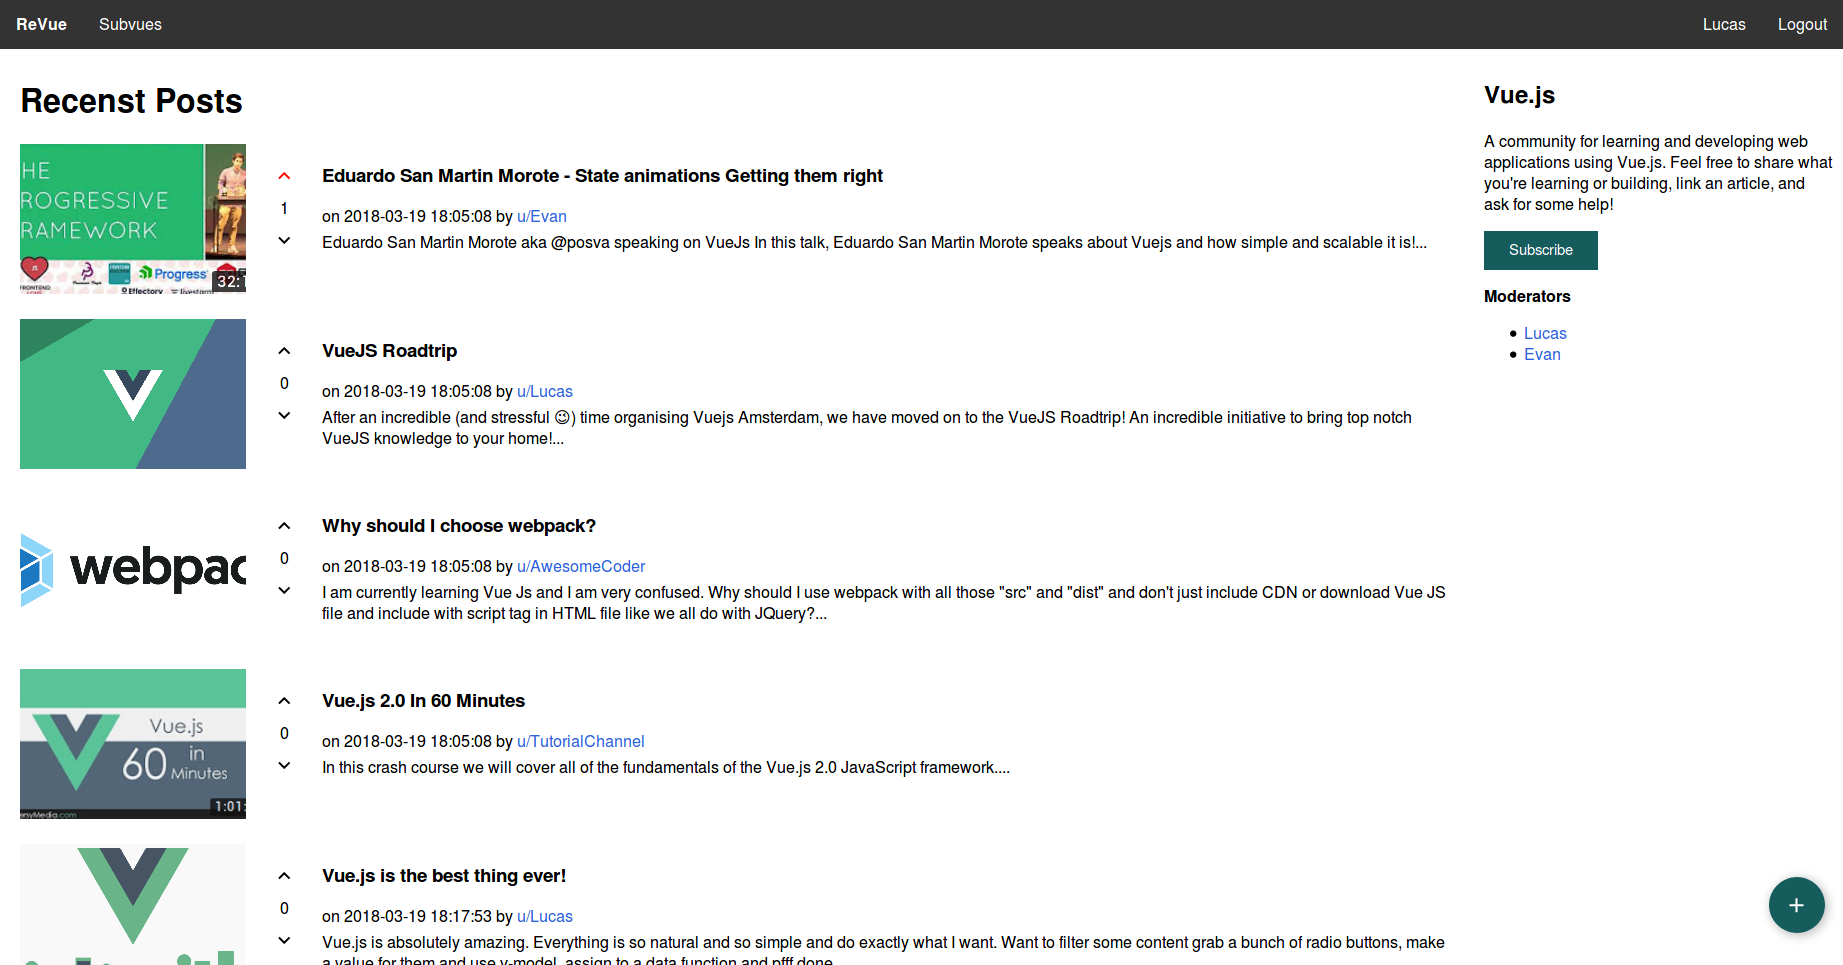 ReVue Subvues Lucas Logout
Recenst Posts
HE
ROGRESSIVE
RAMEWORK
JS
Progress
Effectory
32:1
Eduardo San Martin Morote - State animations Getting them right
1
on 2018-03-19 18:05:08 by u/Evan
Eduardo San Martin Morote aka @posva speaking on VueJs In this talk, Eduardo San Martin Morote speaks about Vuejs and how simple and scalable it is!...
VueJS Roadtrip
0
on 2018-03-19 18:05:08 by u/Lucas
After an incredible (and stressful 😉) time organising Vuejs Amsterdam, we have moved on to the VueJS Roadtrip! An incredible initiative to bring top notch
VueJS knowledge to your home!...
webpac
Why should I choose webpack?
0
on 2018-03-19 18:05:08 by u/AwesomeCoder
I am currently learning Vue Js and I am very confused. Why should I use webpack with all those "src" and "dist" and don't just include CDN or download Vue JS
file and include with script tag in HTML file like we all do with JQuery?...
Vue.js
60 in
Minutes
1:01:
ersyMedia.com
Vue.js 2.0 In 60 Minutes
0
on 2018-03-19 18:05:08 by u/TutorialChannel
In this crash course we will cover all of the fundamentals of the Vue.js 2.0 JavaScript framework....
Vue.js is the best thing ever!
0
on 2018-03-19 18:17:53 by u/Lucas
Vue.js is absolutely amazing. Everything is so natural and so simple and do exactly what I want. Want to filter some content grab a bunch of radio buttons, make
a value for them and use v-model, assign to a data function and pfff done
Vue.js
A community for learning and developing web
applications using Vue.js. Feel free to share what
you're learning or building, link an article, and
ask for some help!
Subscribe
Moderators
Lucas
Evan
+